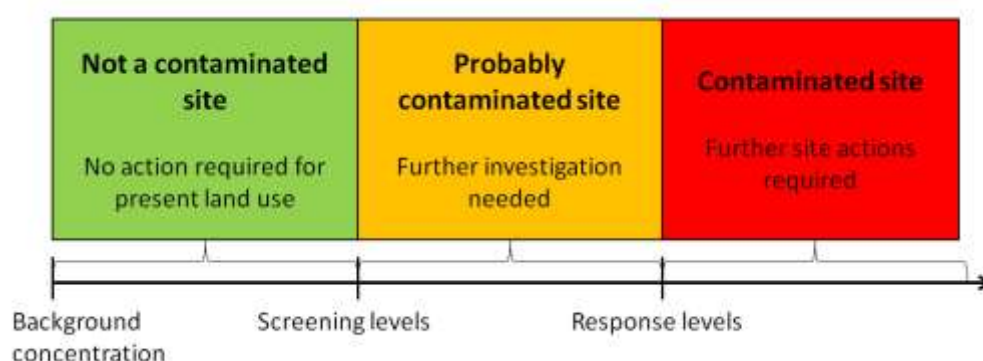 Not a contaminated
site
No action required for
present land use
Probably
contaminated site
Further investigation
needed
Contaminated site
Further site actions
required
Background
concentration
Screening levels
Response levels